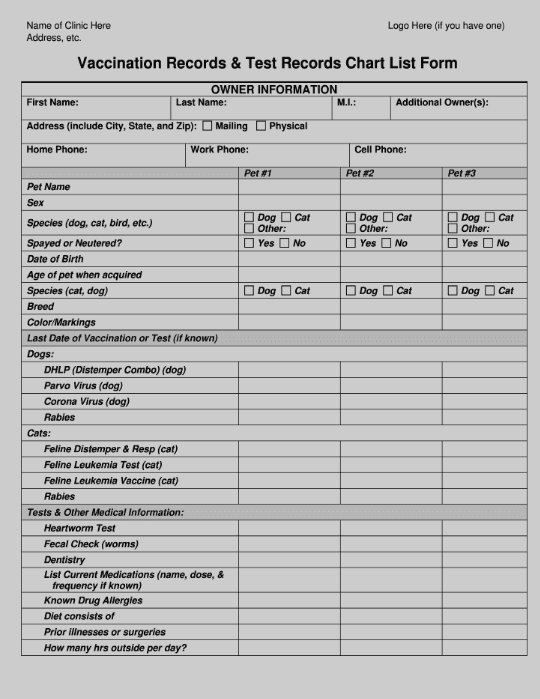 Name of Clinic Here Logo Here (if you have one)
Address, etc.
Vaccination Records & Test Records Chart List Form
OWNER INFORMATION
First Name: Last Name: M.I.: Additional Owner(s):
Address (include City, State, and Zip): Mailing Physical
Home Phone: Work Phone: Cell Phone:
Pet #1 Pet #2 Pet #3
Pet Name
Sex
Species (dog, cat, bird, etc.) Dog Cat Dog Cat Dog Cat
Other: Other: Other:
Spayed or Neutered? Yes No Yes No Yes No
Date of Birth
Age of pet when acquired
Species (cat, dog) Dog Cat Dog Cat Dog Cat
Breed
Color/Markings
Last Date of Vaccination or Test (if known)
Dogs:
DHLP (Distemper Combo) (dog)
Parvo Virus (dog)
Corona Virus (dog)
Rabies
Cats:
Feline Distemper & Resp (cat)
Feline Leukemia Test (cat)
Feline Leukemia Vaccine (cat)
Rabies
Tests & Other Medical Information:
Heartworm Test
Fecal Check (worms)
Dentistry
List Current Medications (name, dose, &
frequency if known)
Known Drug Allergies
Diet consists of
Prior illnesses or surgeries
How many hrs outside per day?